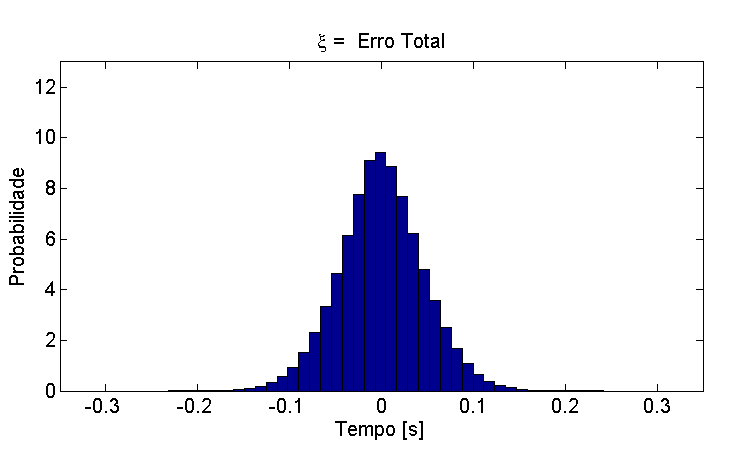 ξ = Erro Total
Probabilidade
12
10
8
6
4
2
0
-0.3 -0.2 -0.1 0 0.1 0.2 0.3
Tempo [s]